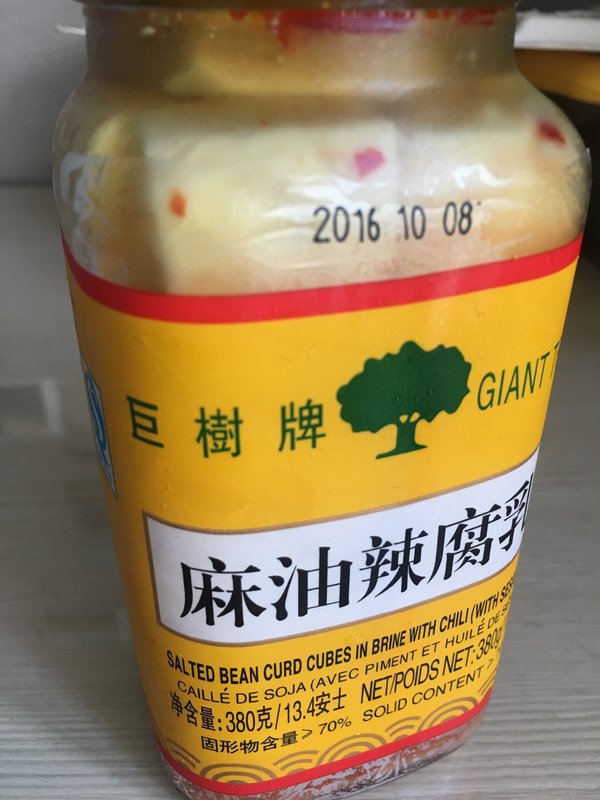 2016 10 08
巨樹牌 GIANT
麻油辣腐乳
SALTED BEAN CURD CUBES IN BRINE WITH CHILI (WITH
CAILLÉ DE SOJA (AVEC PIMENT ET HUILE DE
净含量: 380克/13.4安士 NET/POIDS NET: 380g
固形物含量 ≥ 70% SOLID CONTENT >